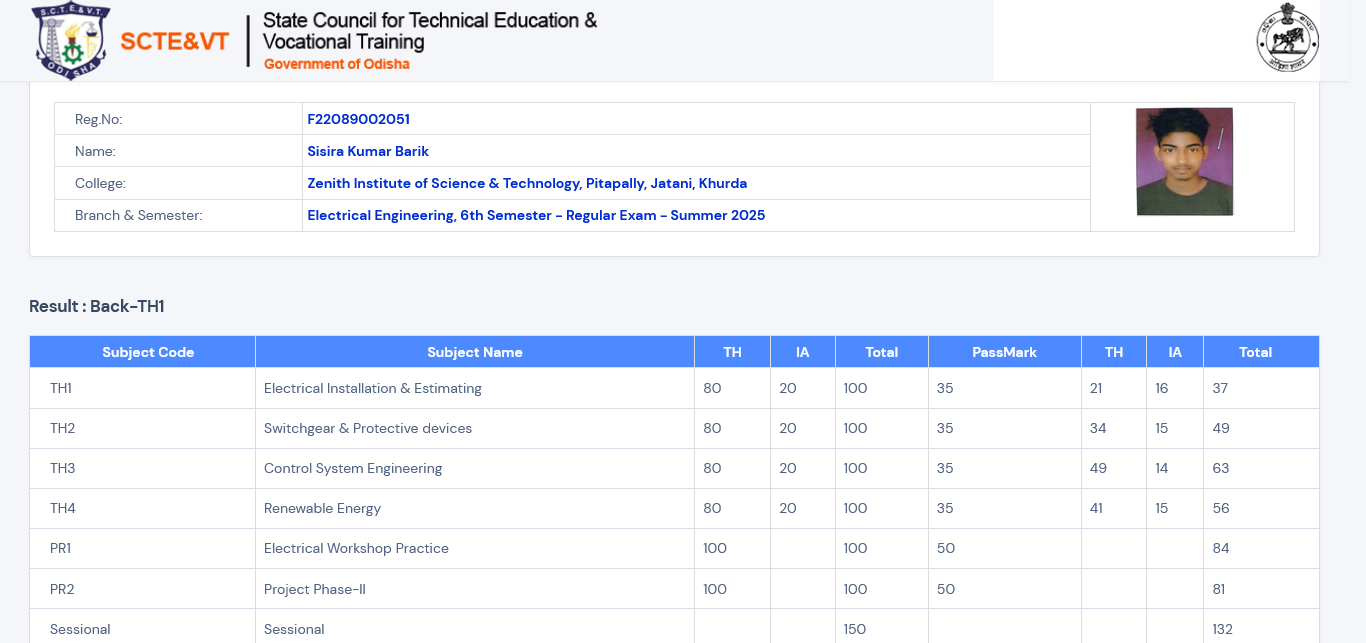 S.C.T.E.& V.T.
ODISHA
SCTE&VT
State Council for Technical Education &
Vocational Training
Government of Odisha
Reg.No: F22089002051
Name: Sisira Kumar Barik
College: Zenith Institute of Science & Technology, Pitapally, Jatani, Khurda
Branch & Semester: Electrical Engineering, 6th Semester - Regular Exam - Summer 2025
Result : Back-TH1
Subject Code Subject Name TH IA Total PassMark TH IA Total
TH1 Electrical Installation & Estimating 80 20 100 35 21 16 37
TH2 Switchgear & Protective devices 80 20 100 35 34 15 49
TH3 Control System Engineering 80 20 100 35 49 14 63
TH4 Renewable Energy 80 20 100 35 41 15 56
PR1 Electrical Workshop Practice 100 100 50 84
PR2 Project Phase-II 100 100 50 81
Sessional Sessional 150 132